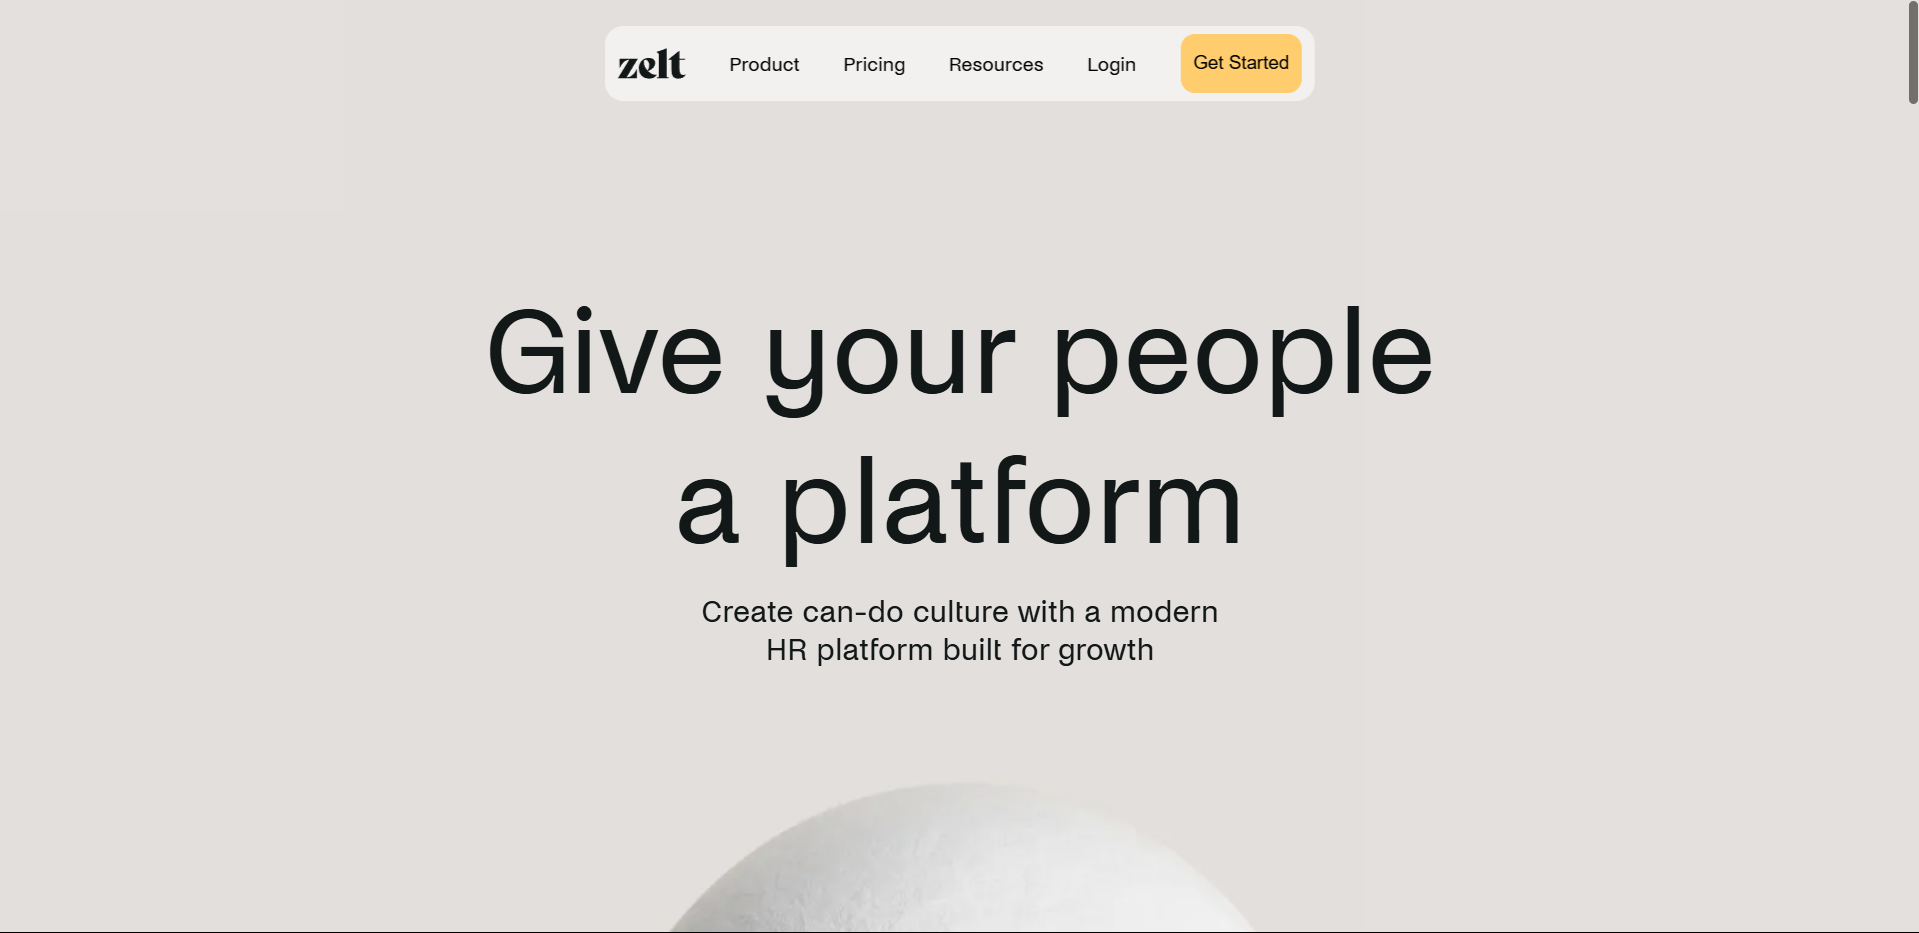 zelt
Product
Pricing
Resources
Login
Get Started
Give your people
a platform
Create can-do culture with a modern
HR platform built for growth